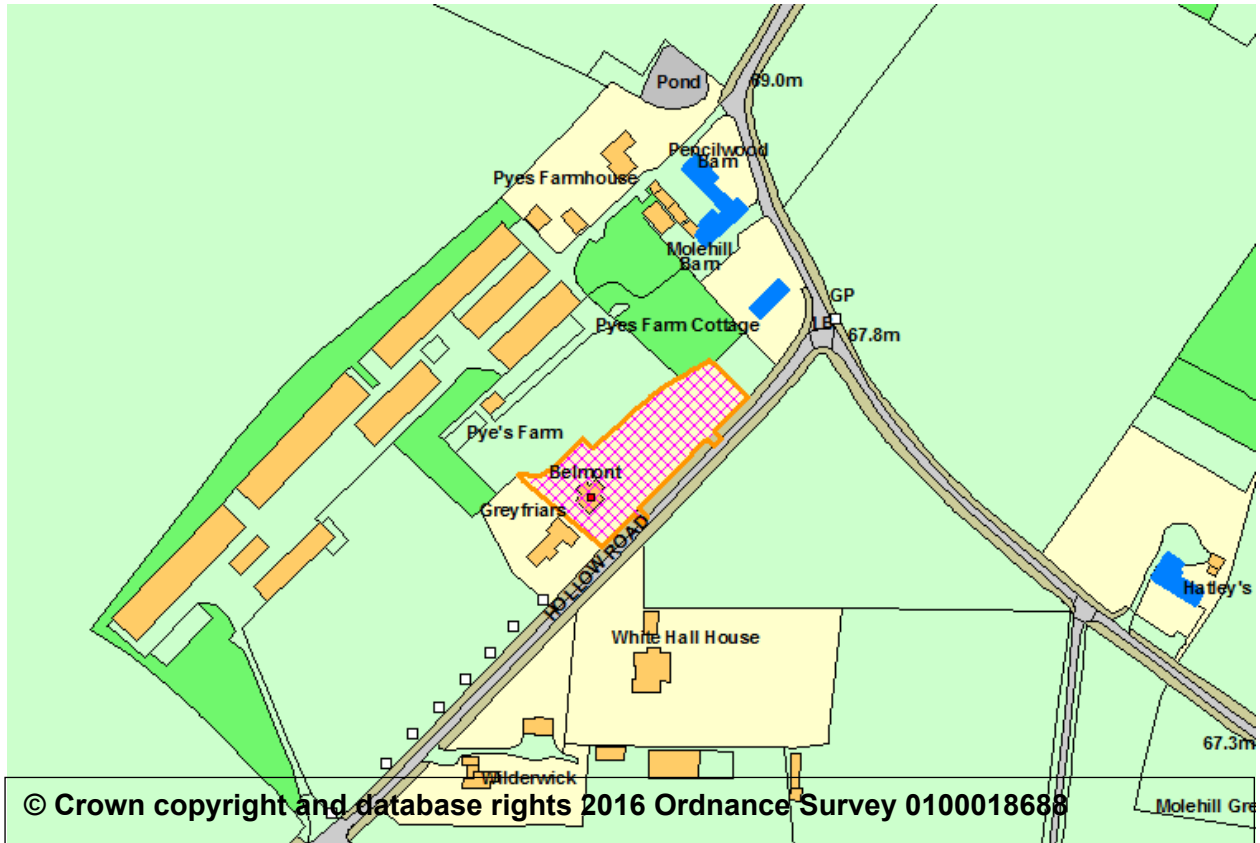 Pond
69.0m
Pencilwood
Barn
Pyes Farmhouse
Molehill
Barn
GP
Pyes Farm Cottage
LB
67.8m
Pye's Farm
Belmont
Greyfriars
HOLLOW ROAD
Hatley's
White Hall House
67.3m
Wilderwick
© Crown copyright and database rights 2016 Ordnance Survey 0100018688
Molehill Gre